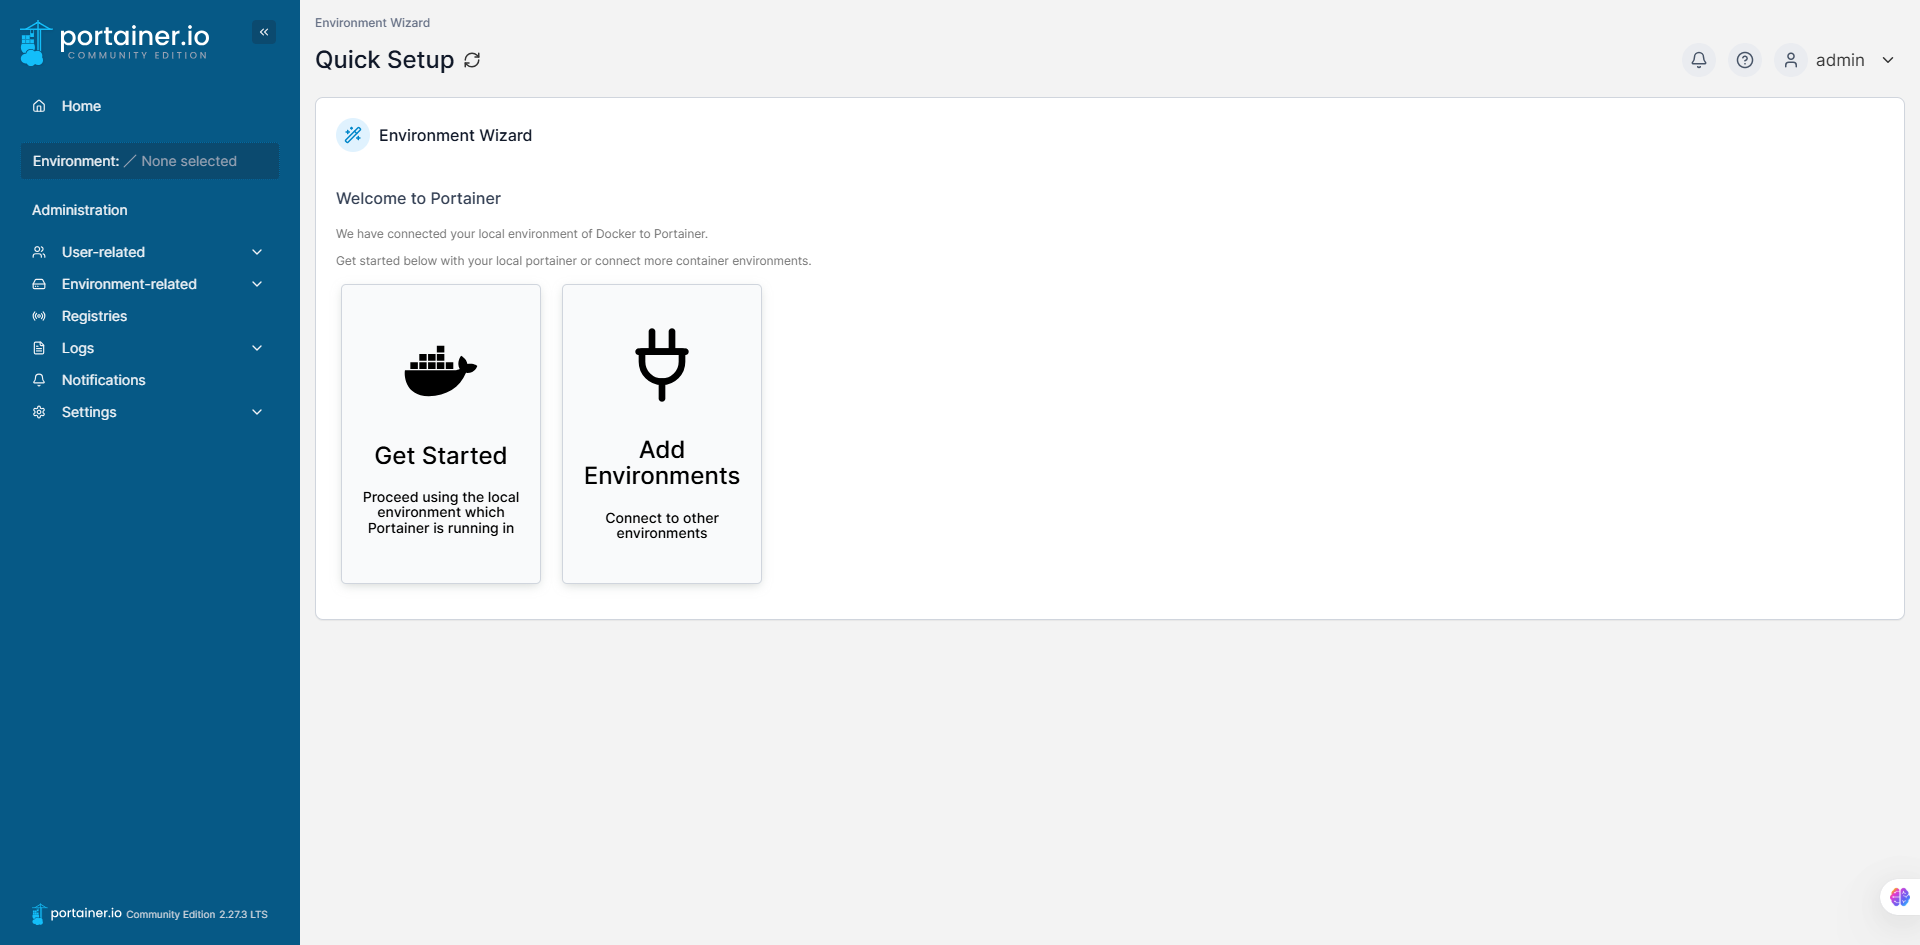 portainer.io
COMMUNITY EDITION
Home
Environment: None selected
Administration
User-related
Environment-related
Registries
Logs
Notifications
Settings
portainer.io Community Edition 2.27.3 LTS
Environment Wizard
Quick Setup
admin
Environment Wizard
Welcome to Portainer
We have connected your local environment of Docker to Portainer.
Get started below with your local portainer or connect more container environments.
Get Started
Proceed using the local
environment which
Portainer is running in
Add
Environments
Connect to other
environments